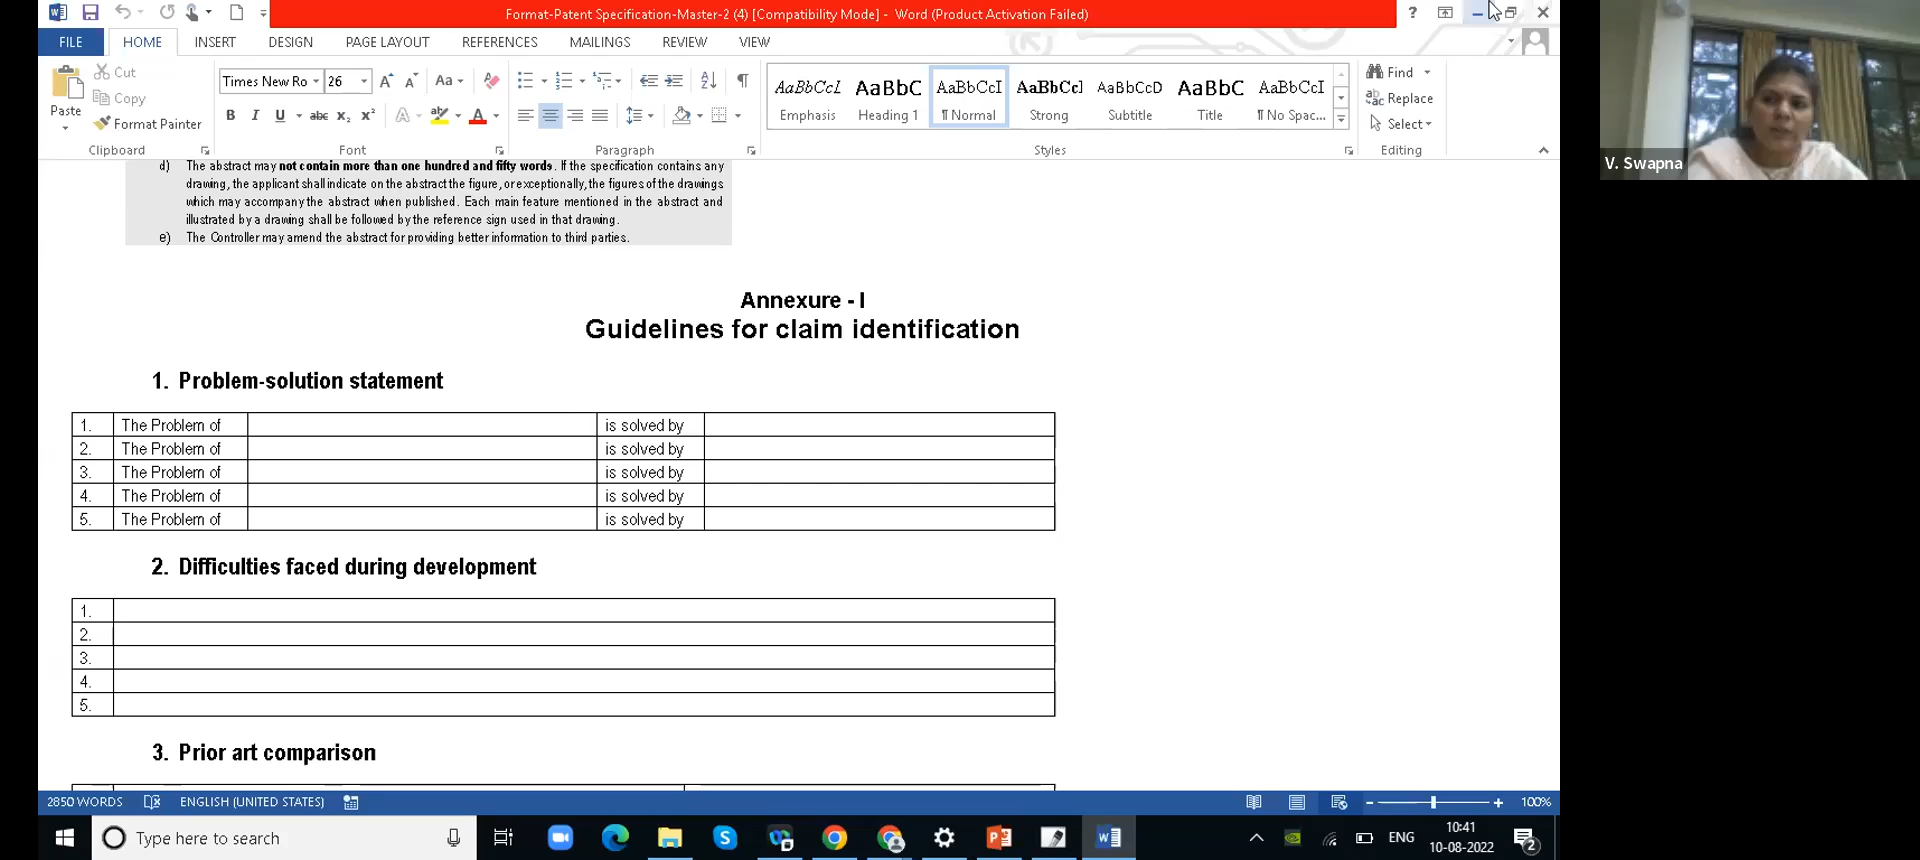 Format-Patent Specification-Master-2 (4) [Compatibility Mode] - Word (Product Activation Failed)
?
FILE HOME INSERT DESIGN PAGE LAYOUT REFERENCES MAILINGS REVIEW VIEW
Paste
Cut
Copy
Format Painter
Clipboard
Times New Ro 26
Aa
B I U abc x₂ x²
Font
Paragraph
AaBbCcL AaBbC AaBbCcI AaBbCc] AaBbCcD AaBbC AaBbCcI
Emphasis Heading 1 ¶ Normal Strong Subtitle Title ¶ No Spac...
Styles
Find
Replace
Select
Editing
V. Swapna
d) The abstract may not contain more than one hundred and fifty words. If the specification contains any
drawing, the applicant shall indicate on the abstract the figure, or exceptionally, the figures of the drawings
which may accompany the abstract when published. Each main feature mentioned in the abstract and
illustrated by a drawing shall be followed by the reference sign used in that drawing.
e) The Controller may amend the abstract for providing better information to third parties.
Annexure - I
Guidelines for claim identification
1. Problem-solution statement
1. The Problem of is solved by
2. The Problem of is solved by
3. The Problem of is solved by
4. The Problem of is solved by
5. The Problem of is solved by
2. Difficulties faced during development
1.
2.
3.
4.
5.
3. Prior art comparison
2850 WORDS ENGLISH (UNITED STATES) 100%
Type here to search
ENG
10:41
10-08-2022
2